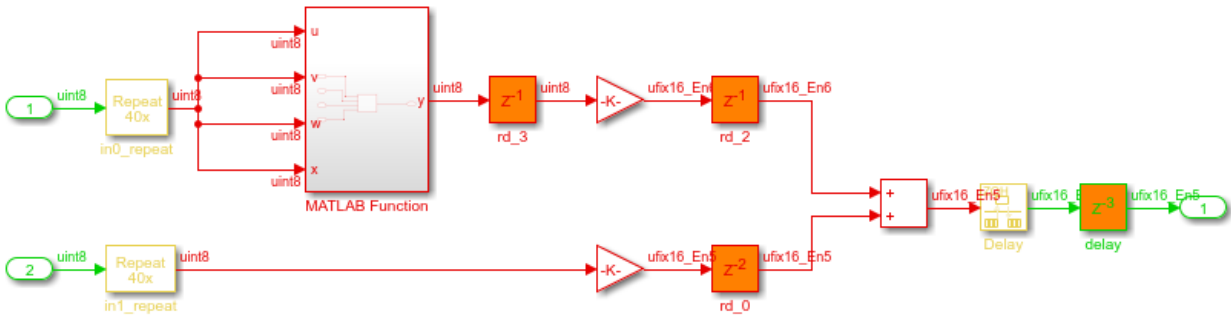 u
uint8
v
uint8
w
uint8
x
uint8
y
MATLAB Function
1
uint8
Repeat
40x
uint8
in0_repeat
uint8
Z-1
uint8
rd_3
-K-
ufix16_En6
Z-1
ufix16_En6
rd_2
2
uint8
Repeat
40x
uint8
in1_repeat
-K-
ufix16_En5
Z-2
ufix16_En5
rd_0
+
+
ufix16_En5
Delay
ufix16_En5
Z-3
ufix16_En5
delay
1